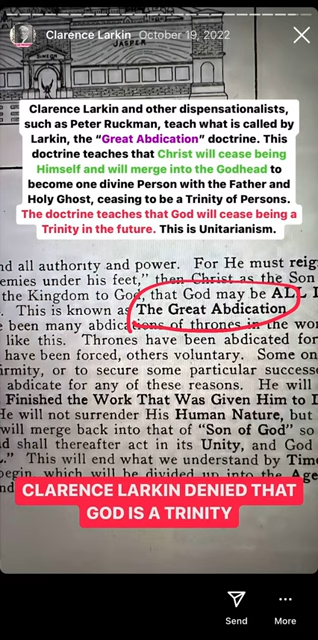 Clarence Larkin October 19, 2022
JASPER
Clarence Larkin and other dispensationalists,
such as Peter Ruckman, teach what is called by
Larkin, the “Great Abdication” doctrine. This
doctrine teaches that Christ will cease being
Himself and will merge into the Godhead to
become one divine Person with the Father and
Holy Ghost, ceasing to be a Trinity of Persons.
The doctrine teaches that God will cease being a
Trinity in the future. This is Unitarianism.
nd all authority and power. For He must reig
emies under his feet,” then Christ as the Son
the Kingdom to God, that God may be ALL I
. This is known as The Great Abdication
e been many abdications of thrones in the wor
like this. Thrones have been abdicated for
have been forced, others voluntary. Some on
irmity, or to secure some particular successo
abdicate for any of these reasons. He will
Finished the Work That Was Given Him to D
He will not surrender His Human Nature, but
will merge back into that of “Son of God” so
d shall thereafter act in its Unity, and God
.” This will end what we understand by Time
begin, which will be divided up into the Age
nd
CLARENCE LARKIN DENIED THAT
GOD IS A TRINITY
Send
More